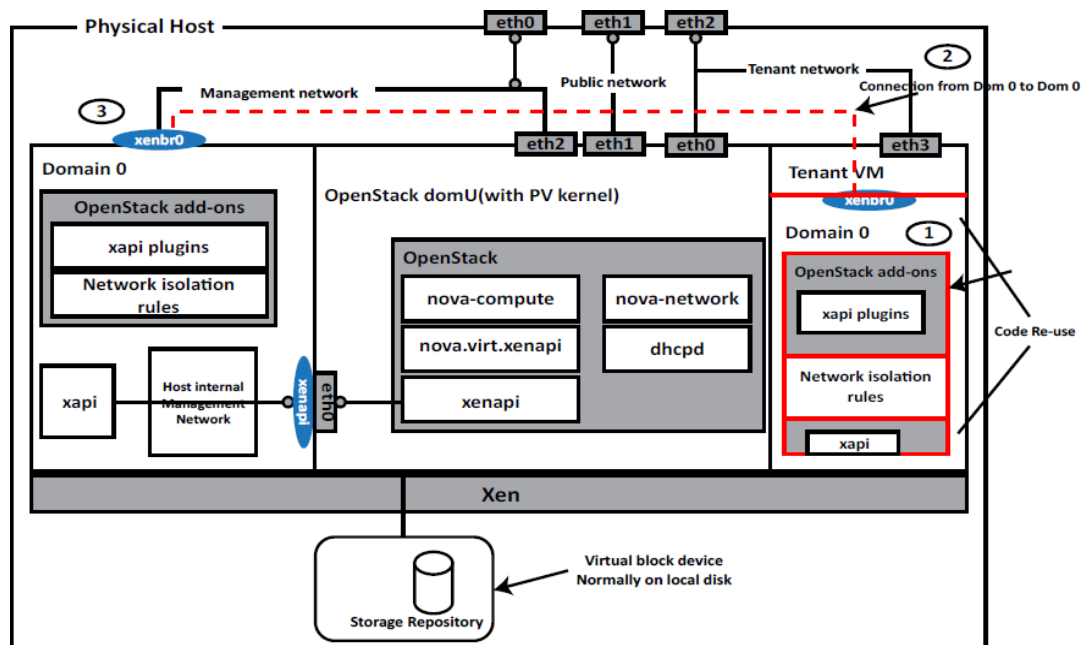 Physical Host
eth0
eth1
eth2
2
Public network
Tenant network
Connection from Dom 0 to Dom 0
3
Management network
xenbr0
eth2
eth1
eth0
eth3
Domain 0
OpenStack add-ons
xapi plugins
Network isolation
rules
xapi
Host internal
Management
Network
xenapi
eth0
OpenStack domU(with PV kernel)
OpenStack
nova-compute
nova-network
nova.virt.xenapi
dhcpd
xenapi
Tenant VM
xenbr0
Domain 0
1
OpenStack add-ons
xapi plugins
Network isolation
rules
xapi
Code Re-use
Xen
Virtual block device
Normally on local disk
Storage Repository